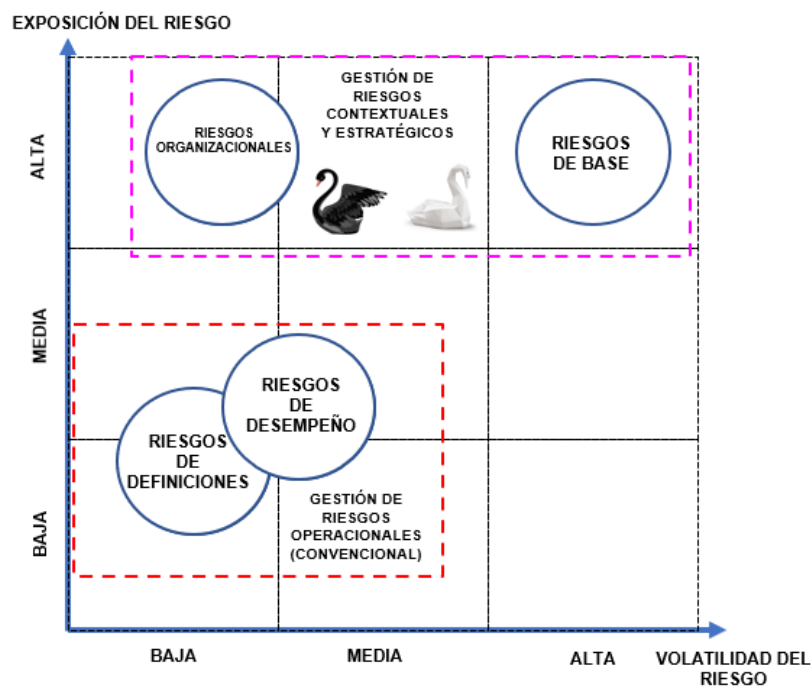 EXPOSICIÓN DEL RIESGO
ALTA
RIESGOS
ORGANIZACIONALES
GESTIÓN DE
RIESGOS
CONTEXTUALES
Y ESTRATÉGICOS
RIESGOS
DE BASE
MEDIA
RIESGOS
DE
DESEMPEÑO
RIESGOS
DE
DEFINICIONES
BAJA
GESTIÓN DE
RIESGOS
OPERACIONALES
(CONVENCIONAL)
BAJA
MEDIA
ALTA
VOLATILIDAD DEL
RIESGO